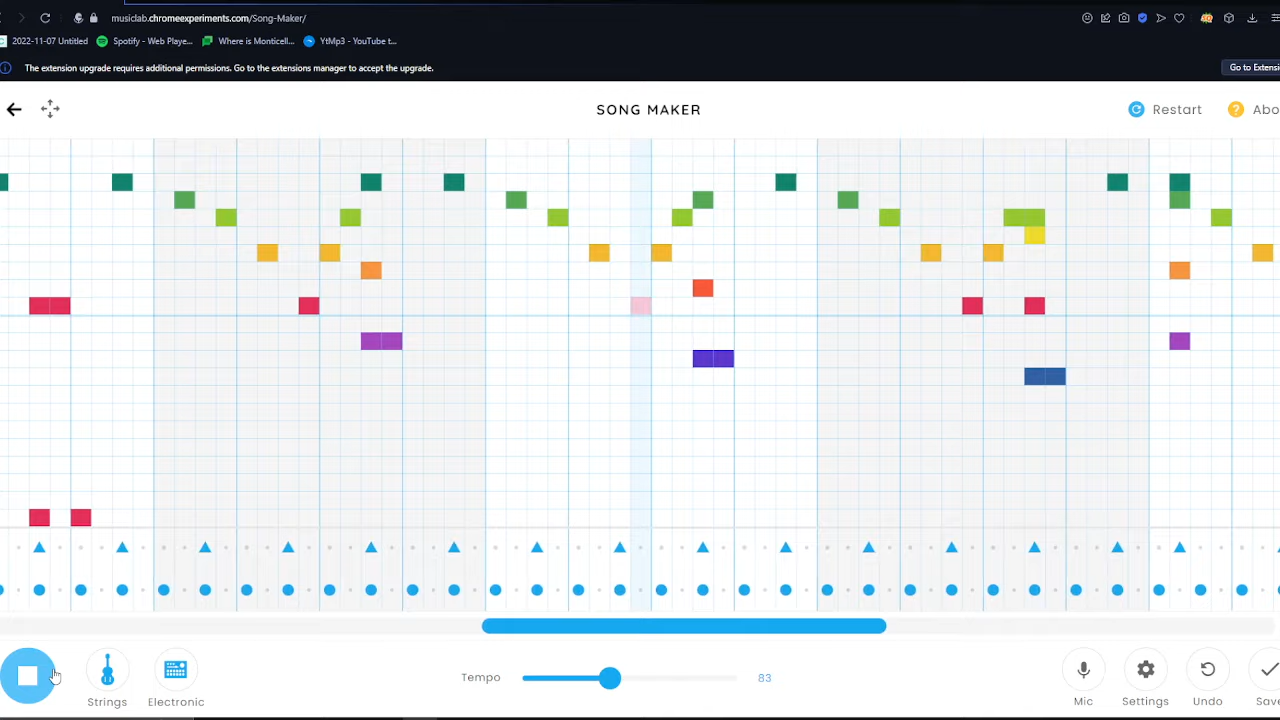 musiclab.chromeexperiments.com/Song-Maker/
2022-11-07 Untitled
Spotify - Web Playe...
Where is Monticell...
YtMp3 - YouTube t...
The extension upgrade requires additional permissions. Go to the extensions manager to accept the upgrade.
Go to Extensi
SONG MAKER
Restart
Abo
Tempo
83
Strings
Electronic
Mic
Settings
Undo
Save